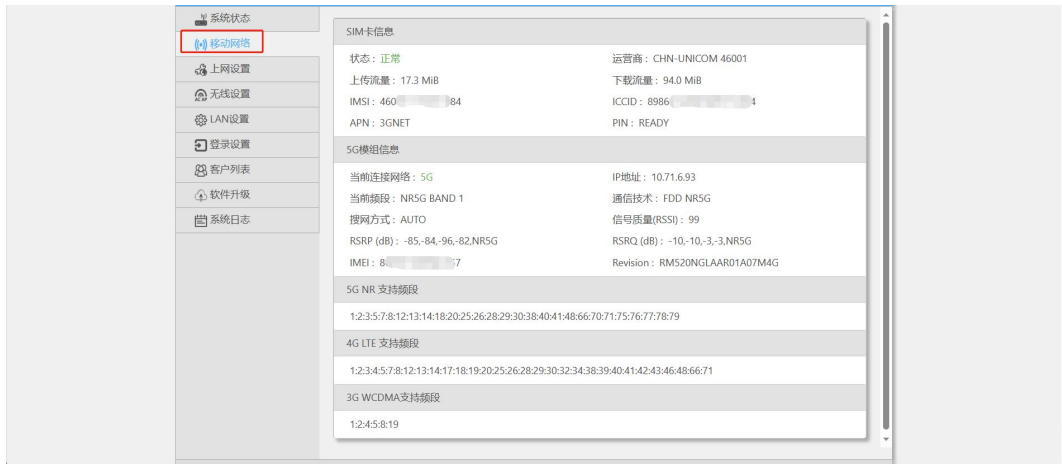 系统状态
移动网络
上网设置
无线设置
LAN设置
登录设置
客户列表
软件升级
系统日志
SIM卡信息
状态：正常
运营商：CHN-UNICOM 46001
上传流量：17.3 MiB
下载流量：94.0 MiB
IMSI：460 84
ICCID：8986 4
APN：3GNET
PIN：READY
5G模组信息
当前连接网络：5G
IP地址：10.71.6.93
当前频段：NR5G BAND 1
通信技术：FDD NR5G
搜网方式：AUTO
信号质量(RSSI)：99
RSRP (dB)：-85,-84,-96,-82,NR5G
RSRQ (dB)：-10,-10,-3,-3,NR5G
IMEI：8 57
Revision：RM520NGLAAR01A07M4G
5G NR 支持频段
1:2:3:5:7:8:12:13:14:18:20:25:26:28:29:30:38:40:41:48:66:70:71:75:76:77:78:79
4G LTE 支持频段
1:2:3:4:5:7:8:12:13:14:17:18:19:20:25:26:28:29:30:32:34:38:39:40:41:42:43:46:48:66:71
3G WCDMA支持频段
1:2:4:5:8:19